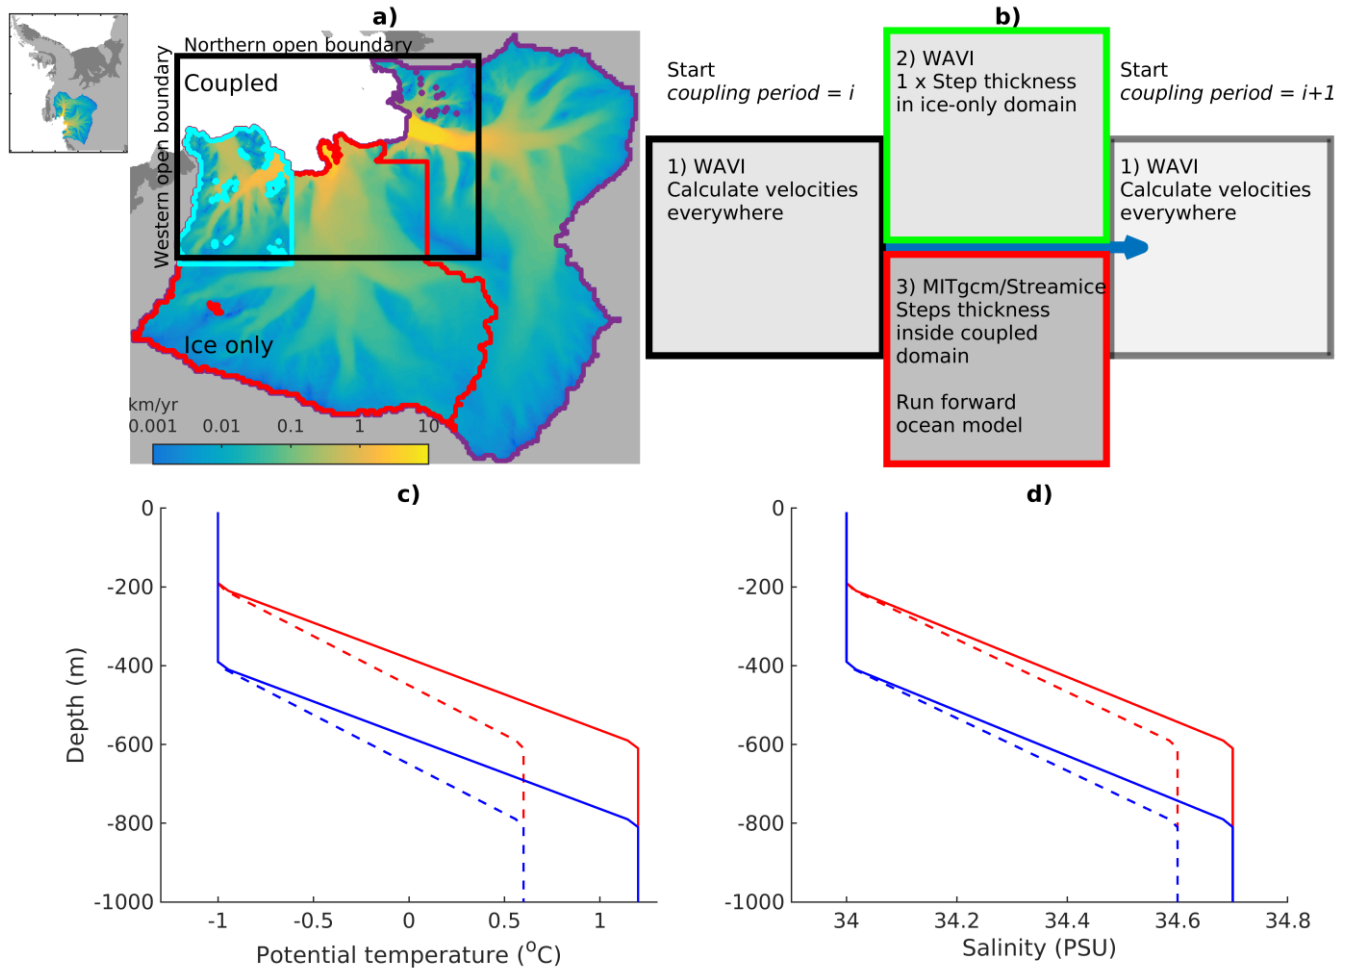 a)
Northern open boundary
Western open boundary
Coupled
Ice only
km/yr
0.001 0.01 0.1 1 10
b)
Start
coupling period = i
1) WAVI
Calculate velocities
everywhere
2) WAVI
1 x Step thickness
in ice-only domain
3) MITgcm/Streamice
Steps thickness
inside coupled
domain
Run forward
ocean model
Start
coupling period = i+1
1) WAVI
Calculate velocities
everywhere
c)
0
-200
-400
-600
-800
-1000
Depth (m)
-1 -0.5 0 0.5 1
Potential temperature (°C)
d)
0
-200
-400
-600
-800
-1000
34 34.2 34.4 34.6 34.8
Salinity (PSU)